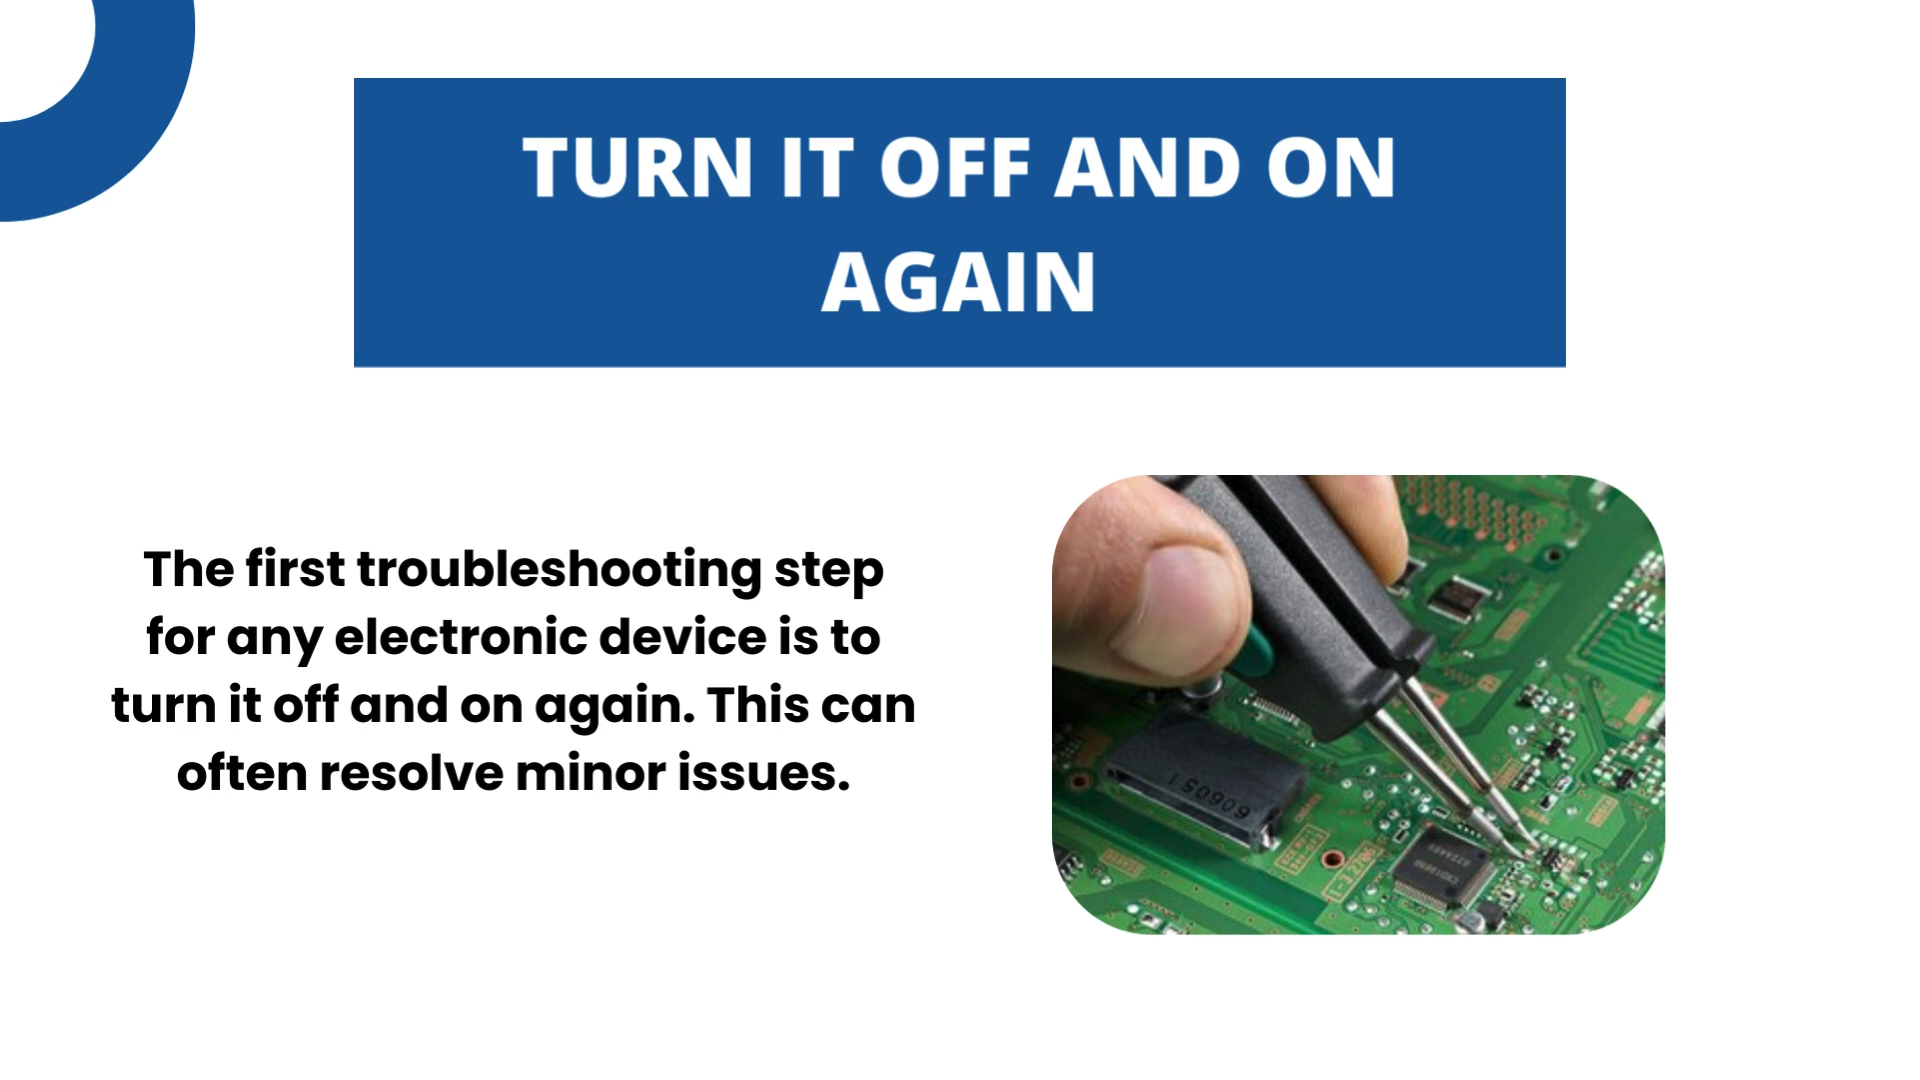 TURN IT OFF AND ON
AGAIN
The first troubleshooting step
for any electronic device is to
turn it off and on again. This can
often resolve minor issues.
606051